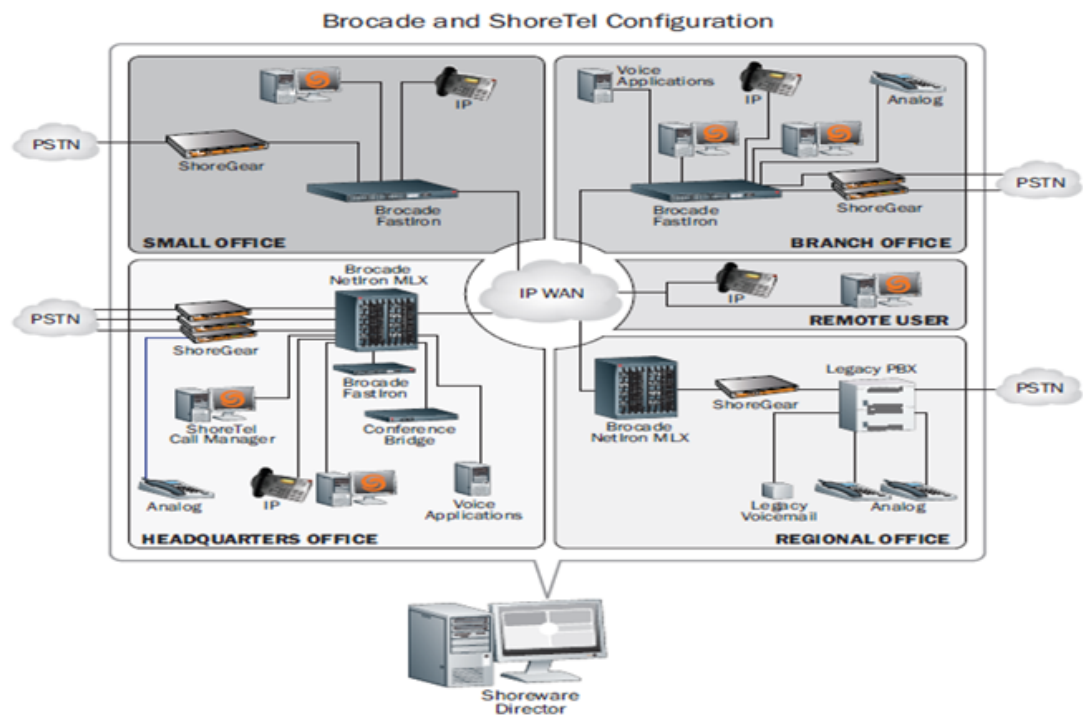 Brocade and ShoreTel Configuration
IP
PSTN
ShoreGear
Brocade
FastIron
SMALL OFFICE
Voice
Applications
IP
Analog
PSTN
ShoreGear
Brocade
FastIron
BRANCH OFFICE
Brocade
NetIron MLX
PSTN
ShoreGear
Brocade
FastIron
ShoreTel
Call Manager
Conference
Bridge
Analog
IP
Voice
Applications
HEADQUARTERS OFFICE
IP WAN
IP
REMOTE USER
Legacy PBX
PSTN
ShoreGear
Brocade
NetIron MLX
Legacy
Voicemail
Analog
REGIONAL OFFICE
Shoreware
Director